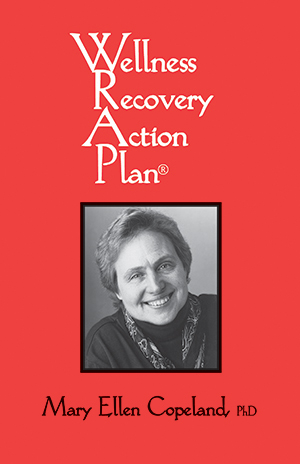 Wellness
Recovery
Action
Plan®
Mary Ellen Copeland, PhD